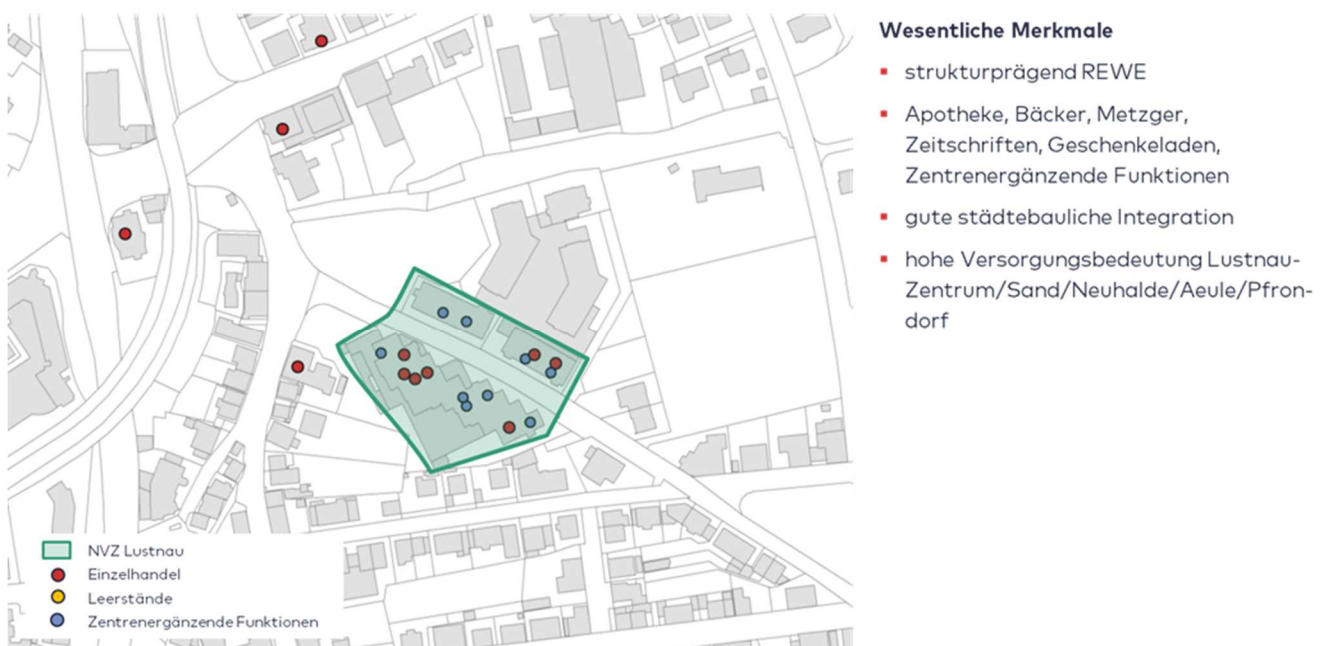 Wesentliche Merkmale
strukturprägend REWE
Apotheke, Bäcker, Metzger,
Zeitschriften, Geschenkeladen,
Zentrenergänzende Funktionen
gute städtebauliche Integration
hohe Versorgungsbedeutung Lustnau-
Zentrum/Sand/Neuhalde/Aeule/Pfron-
dorf
NVZ Lustnau
Einzelhandel
Leerstände
Zentrenergänzende Funktionen